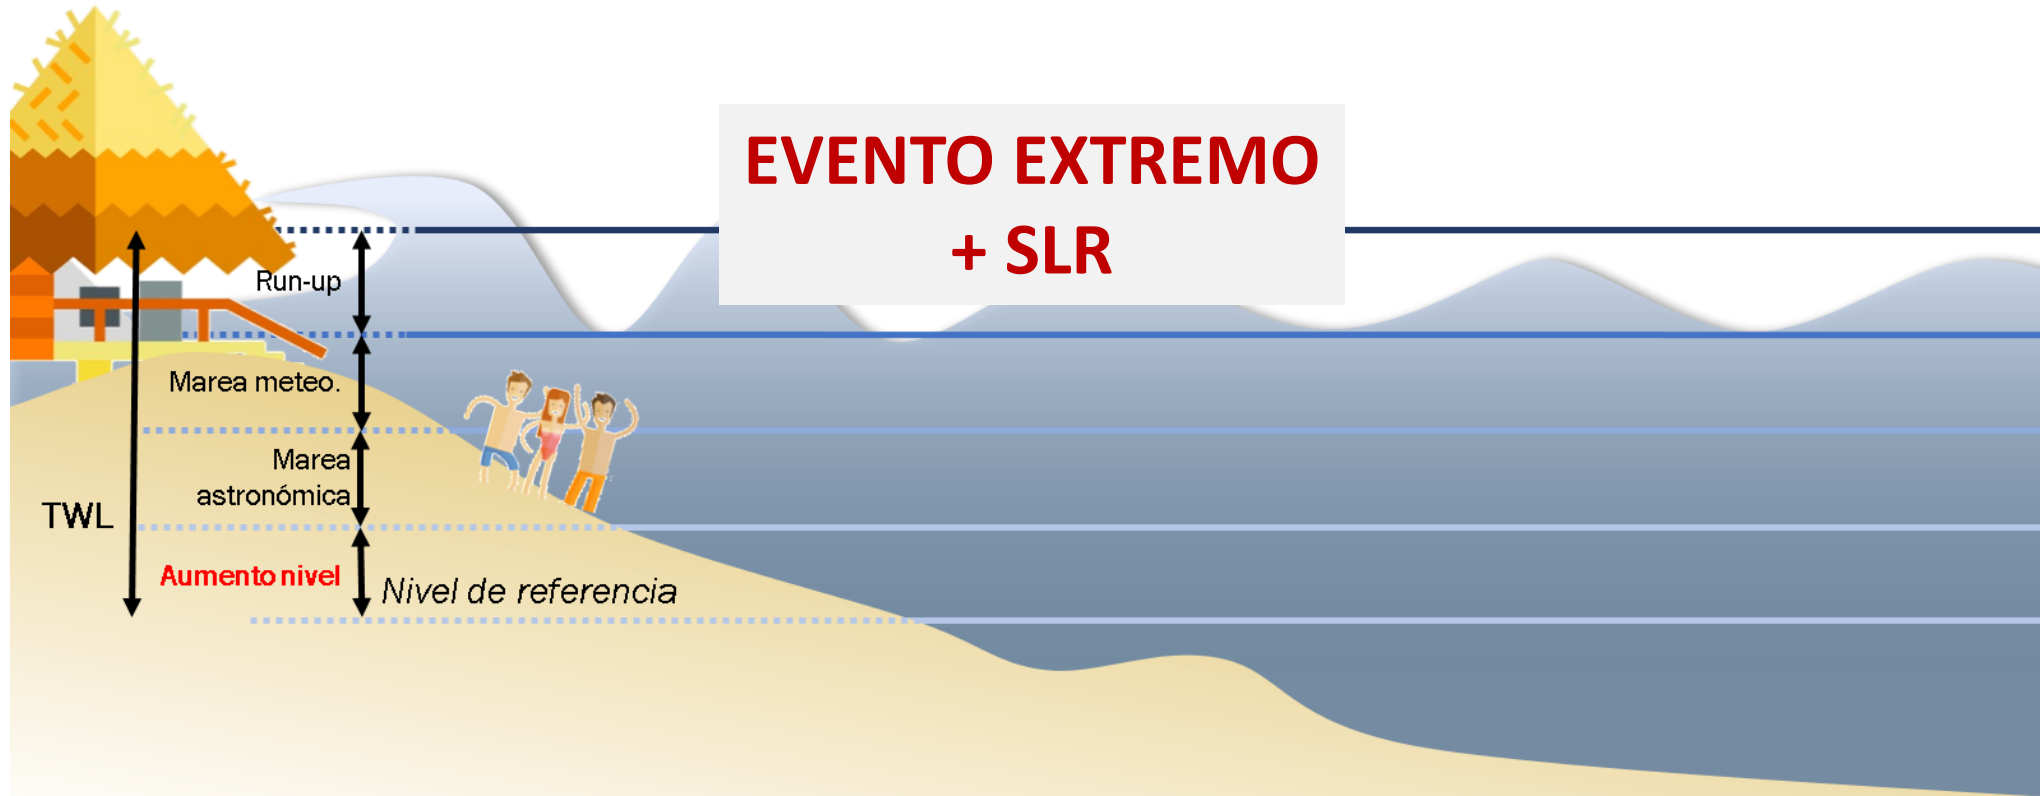 EVENTO EXTREMO
+ SLR
Run-up
Marea meteo.
Marea
astronómica
TWL
Aumento nivel
Nivel de referencia